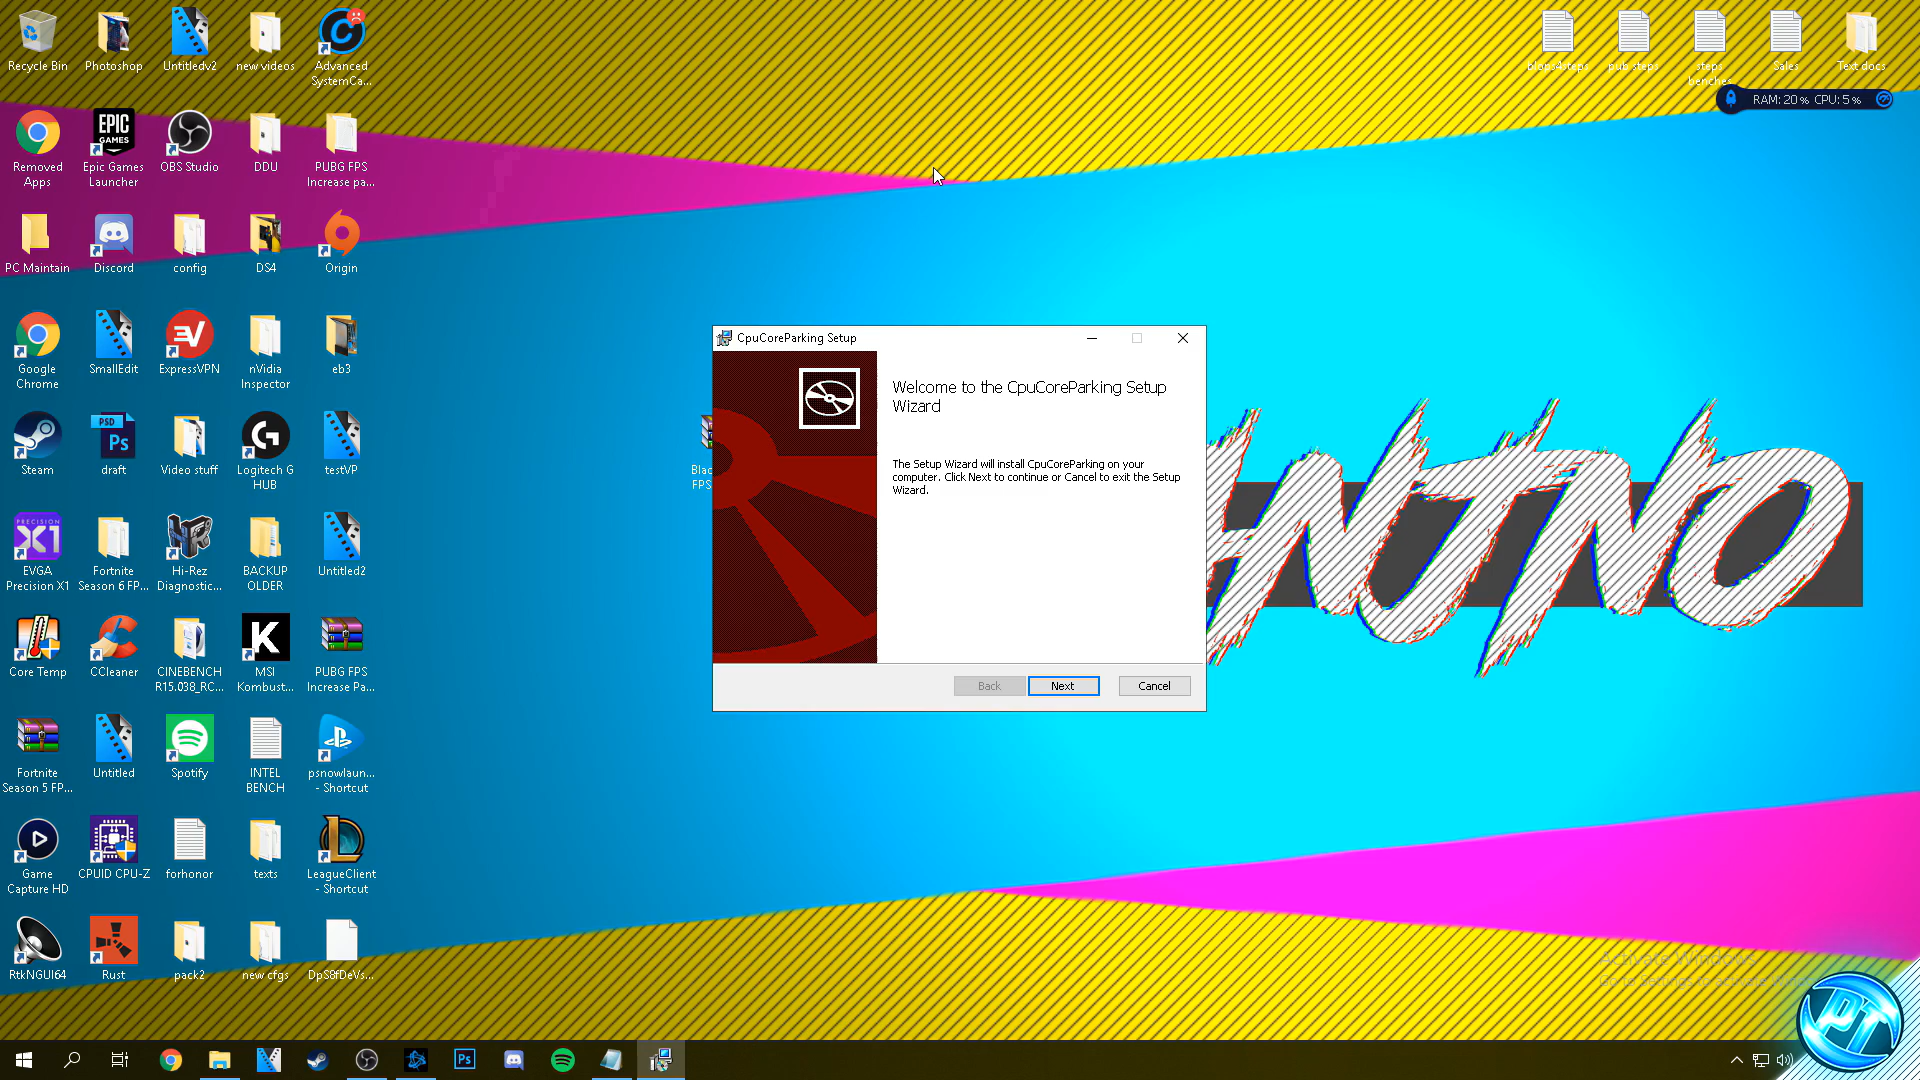 Recycle Bin
Photoshop
Untitledv2
new videos
Advanced
SystemCa...
steps
Sales
Text docs
RAM: 20% CPU: 5%
Removed
Apps
EPIC
GAMES
Epic Games
Launcher
OBS Studio
DDU
PUBG FPS
Increase pa...
PC Maintain
Discord
config
DS4
Origin
Google
Chrome
SmallEdit
ExpressVPN
nVidia
Inspector
eb3
Steam
PSD
Ps
draft
Video stuff
Logitech G
HUB
testVP
PRECISION
X1
EVGA
Precision X1
Fortnite
Season 6 FP...
Hi-Rez
Diagnostic...
BACKUP
OLDER
Untitled2
Core Temp
CCleaner
CINEBENCH
R15.038_RC...
K
MSI
Kombust...
PUBG FPS
Increase Pa...
Fortnite
Season 5 FP...
Untitled
Spotify
INTEL
BENCH
psnowlaun...
- Shortcut
Game
Capture HD
CPUID CPU-Z
forhonor
texts
LeagueClient
- Shortcut
RtkNGUI64
Rust
pack2
new cfgs
DpS8fDeVs...
CpuCoreParking Setup
Welcome to the CpuCoreParking Setup
Wizard
The Setup Wizard will install CpuCoreParking on your
computer. Click Next to continue or Cancel to exit the Setup
Wizard.
Back
Next
Cancel
Blac
FPS
Activate Windows
Ps
PT